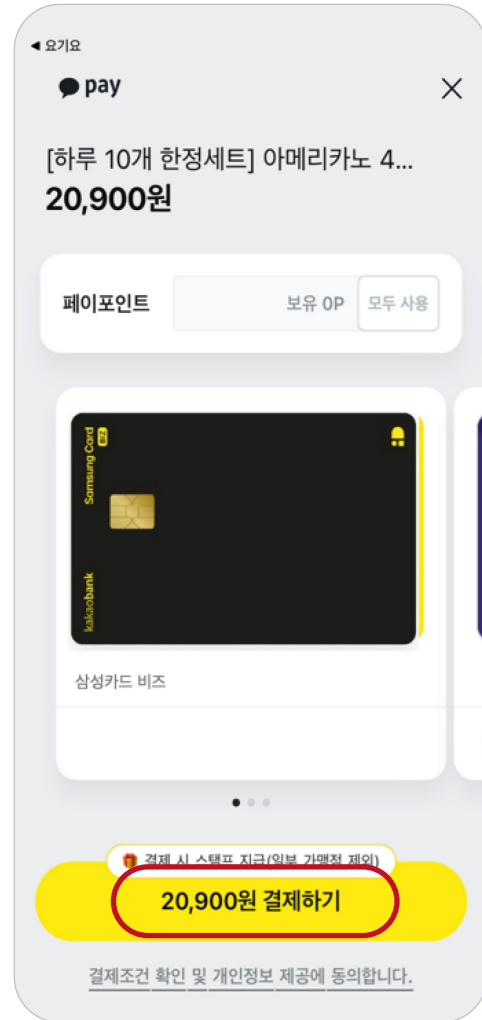 ◀ 요기요
pay
[하루 10개 한정세트] 아메리카노 4...
20,900원
페이포인트 보유 0P 모두 사용
Samsung Card 비즈
kakaobank
삼성카드 비즈
결제 시 스탬프 지급(일부 가맹점 제외)
20,900원 결제하기
결제조건 확인 및 개인정보 제공에 동의합니다.